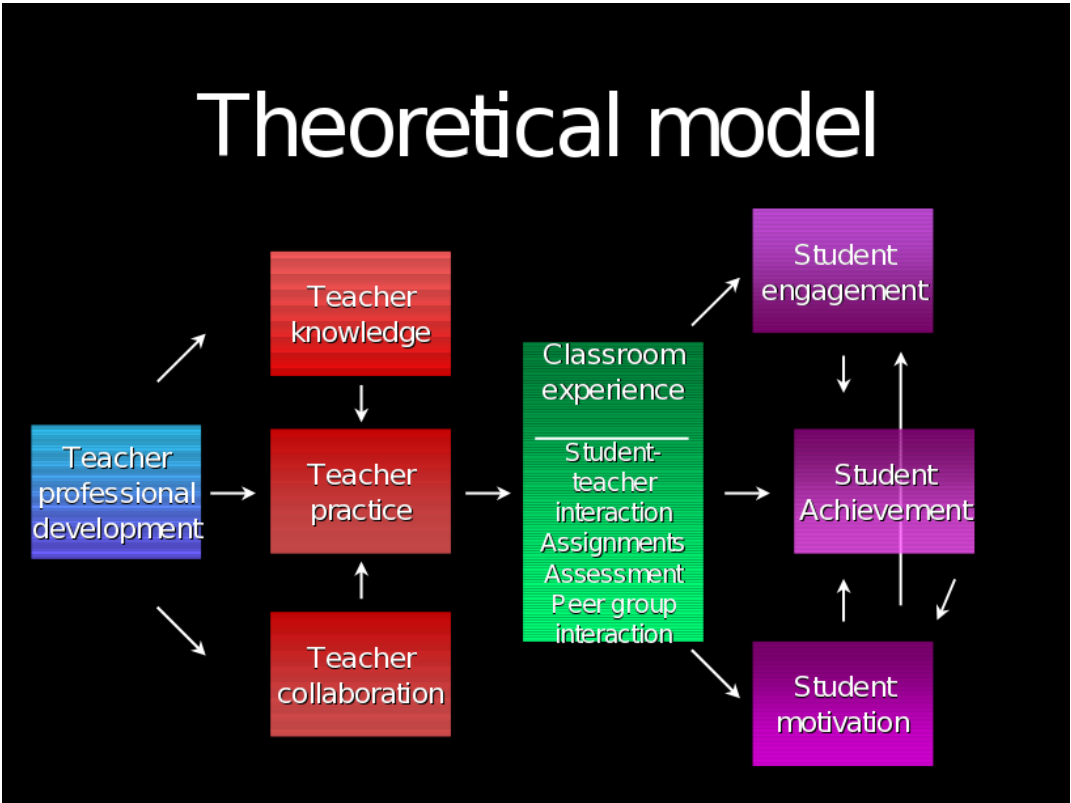 Theoretical model
Teacher
professional
development
Teacher
knowledge
Teacher
practice
Teacher
collaboration
Classroom
experience
Student-
teacher
interaction
Assignments
Assessment
Peer group
interaction
Student
engagement
Student
Achievement
Student
motivation